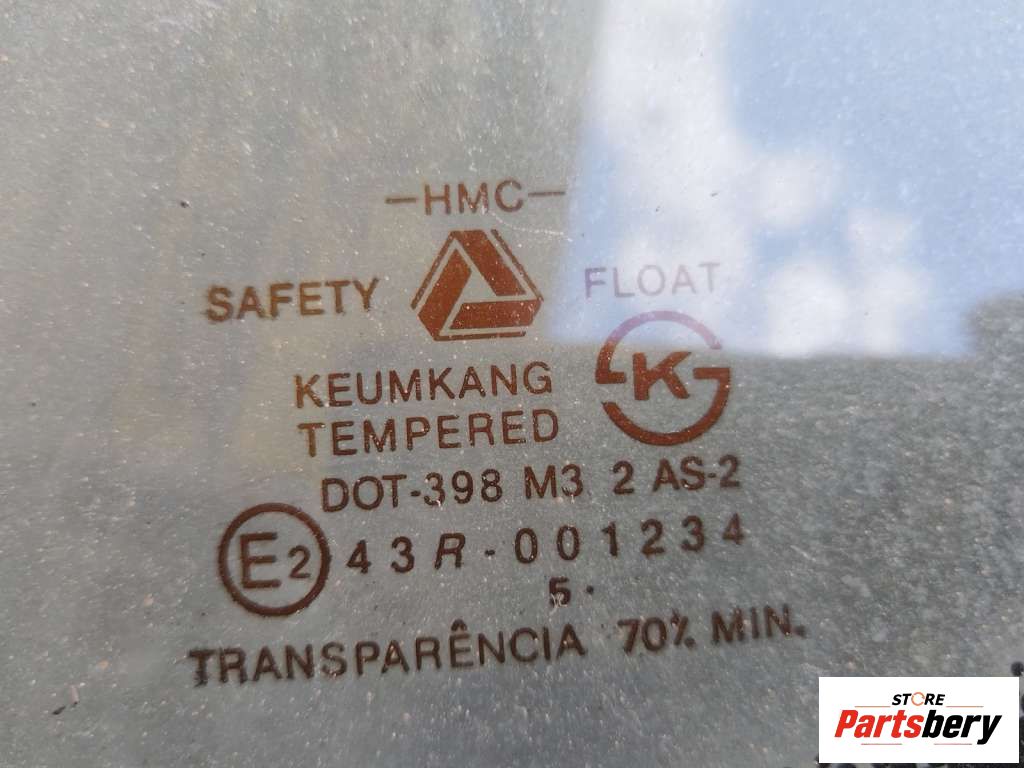 -HMC-
SAFETY FLOAT
KEUMKANG
TEMPERED
K
DOT-398 M3 2 AS-2
E2 43R-001234
5.
TRANSPARÊNCIA 70% MIN.
STORE
Partsbery